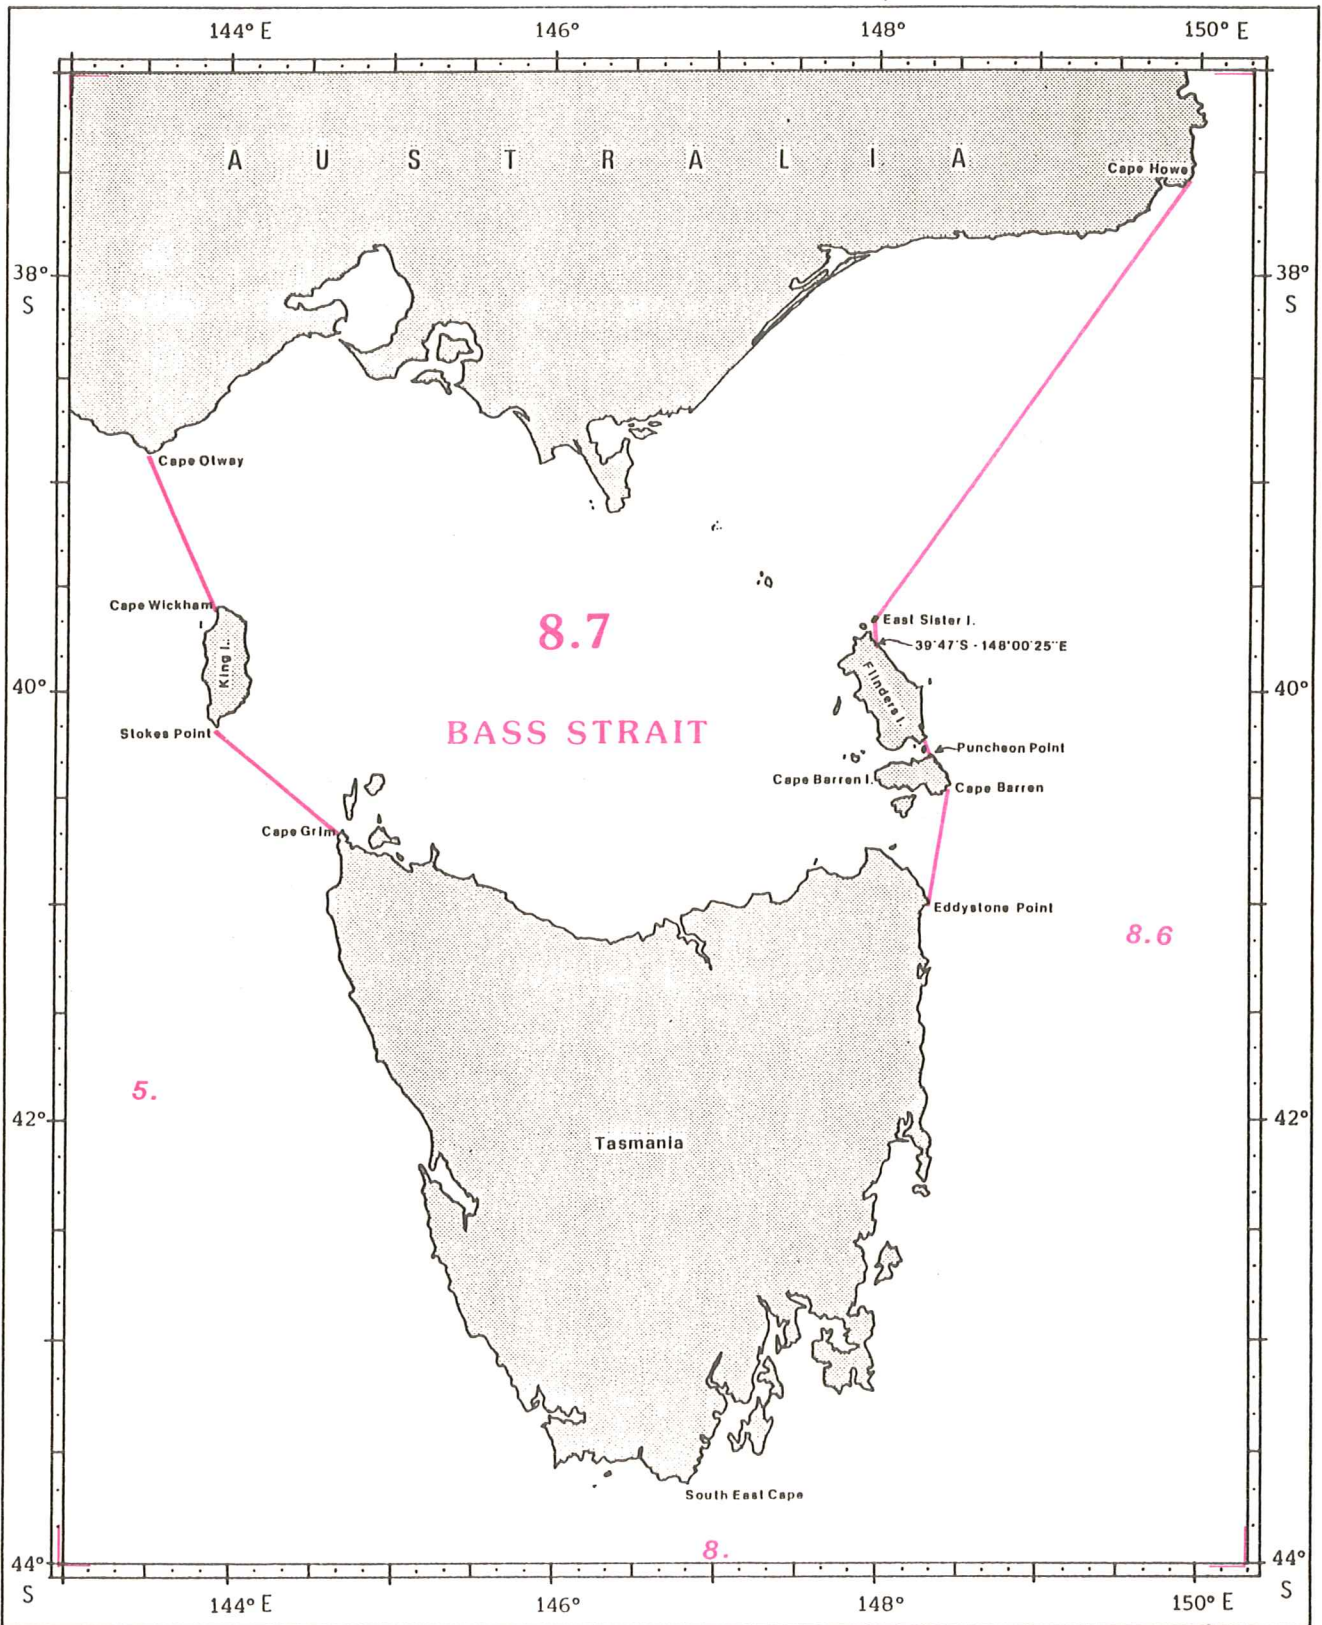 144° E 146° 148° 150° E
A U S T R A L I A
Cape Howe
38° 38°
S S
Cape Otway
Cape Wickham
8.7
East Sister I.
39°47'S - 148°00'25"E
King I.
Flinders I.
40° 40°
Stokes Point
BASS STRAIT
Puncheon Point
Cape Barren I.
Cape Barren
Cape Grim
Eddystone Point
8.6
5.
42° 42°
Tasmania
South East Cape
8.
44° 44°
S S
144° E 146° 148° 150° E